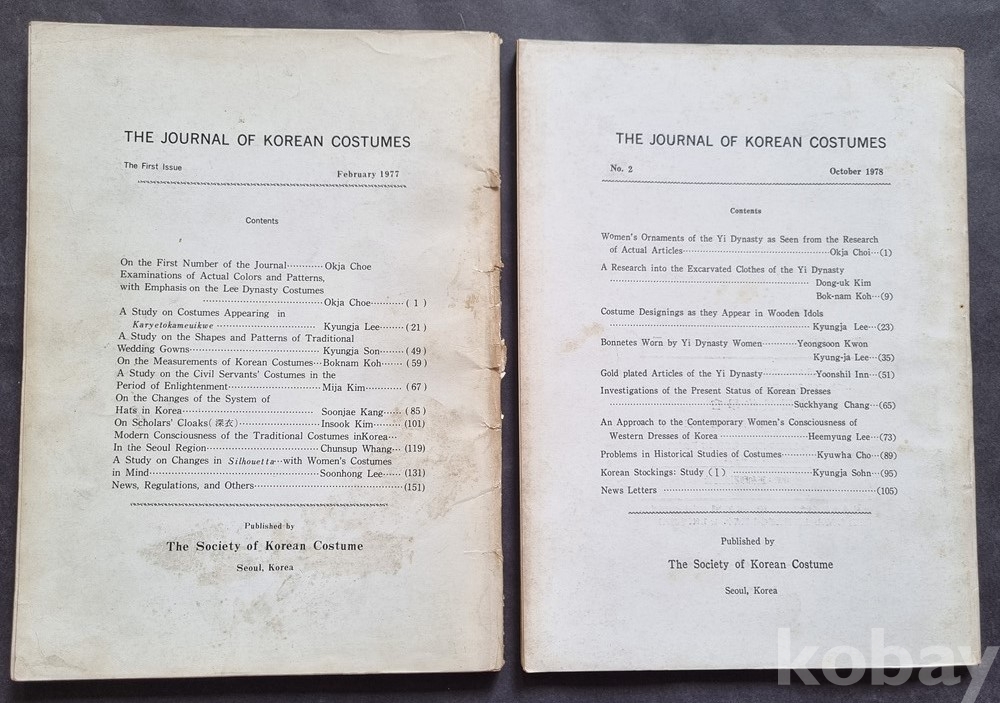 THE JOURNAL OF KOREAN COSTUMES
The First Issue
February 1977
Contents
On the First Number of the Journal············Okja Choe
Examinations of Actual Colors and Patterns,
with Emphasis on the Lee Dynasty Costumes
········································Okja Choe··········( 1 )
A Study on Costumes Appearing in
Karyetokameuikwe ································ Kyungja Lee·······(21)
A Study on the Shapes and Patterns of Traditional
Wedding Gowns········································ Kyungja Son·······(49)
On the Measurements of Korean Costumes···Boknam Koh······(59)
A Study on the Civil Servants' Costumes in the
Period of Enlightenment···························Mija Kim··········· (67)
On the Changes of the System of
Hats in Korea········································ Soonjae Kang····· (85)
On Scholars' Cloaks(深衣)··························Insook Kim········(101)
Modern Consciousness of the Traditional Costumes inKorea···
In the Seoul Region·································Chunsup Whang···(119)
A Study on Changes in Silhouetta···with Women's Costumes
in Mind··················································Soonhong Lee·····(131)
News, Regulations, and Others·············································(151)
Published by
The Society of Korean Costume
Seoul, Korea
THE JOURNAL OF KOREAN COSTUMES
No. 2
October 1978
Contents
Women's Ornaments of the Yi Dynasty as Seen from the Research
of Actual Articles··········································Okja Choi···(1)
A Research into the Excarvated Clothes of the Yi Dynasty
························································ Dong-uk Kim
Bok-nam Koh···(9)
Costume Designings as they Appear in Wooden Idols
························································ Kyungja Lee···(23)
Bonnetes Worn by Yi Dynasty Women···········Yeongsoon Kwon
Kyung-ja Lee···(35)
Gold plated Articles of the Yi Dynasty·················Yoonshil Inn···(51)
Investigations of the Present Status of Korean Dresses
·····················································Suckhyang Chang···(65)
An Approach to the Contemporary Women's Consciousness of
Western Dresses of Korea ···························Heemyung Lee···(73)
Problems in Historical Studies of Costumes···········Kyuwha Cho···(89)
Korean Stockings: Study (I) ···························Kyungja Sohn···(95)
News Letters ····················································(105)
Published by
The Society of Korean Costume
Seoul, Korea
kobay